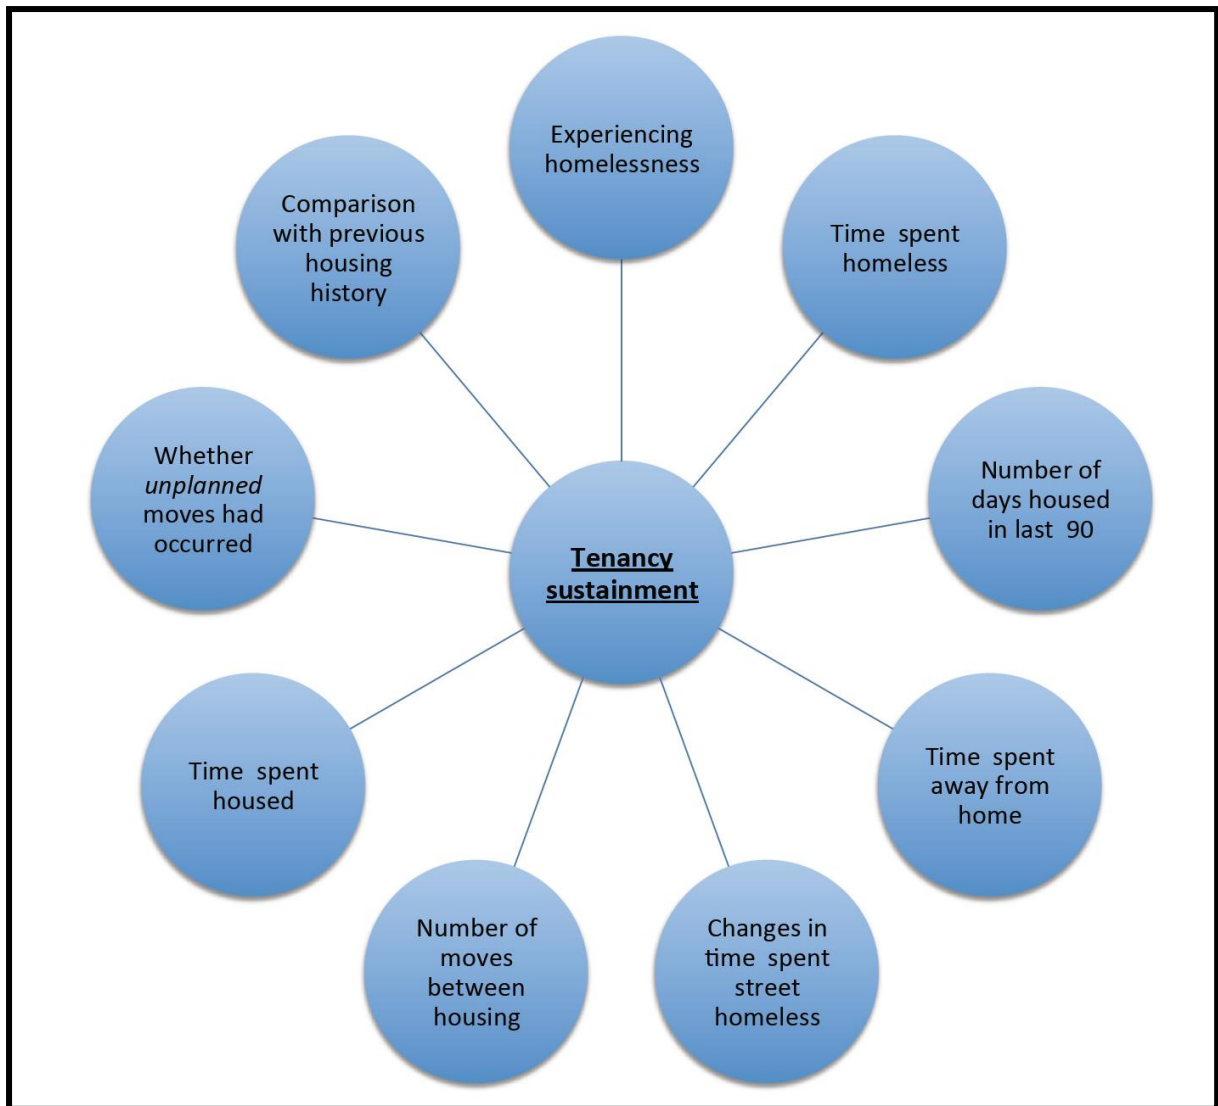 Experiencing
homelessness
Time spent
homeless
Number of
days housed
in last 90
Time spent
away from
home
Changes in
time spent
street
homeless
Number of
moves
between
housing
Time spent
housed
Whether
unplanned
moves had
occurred
Comparison
with previous
housing
history
Tenancy
sustainment